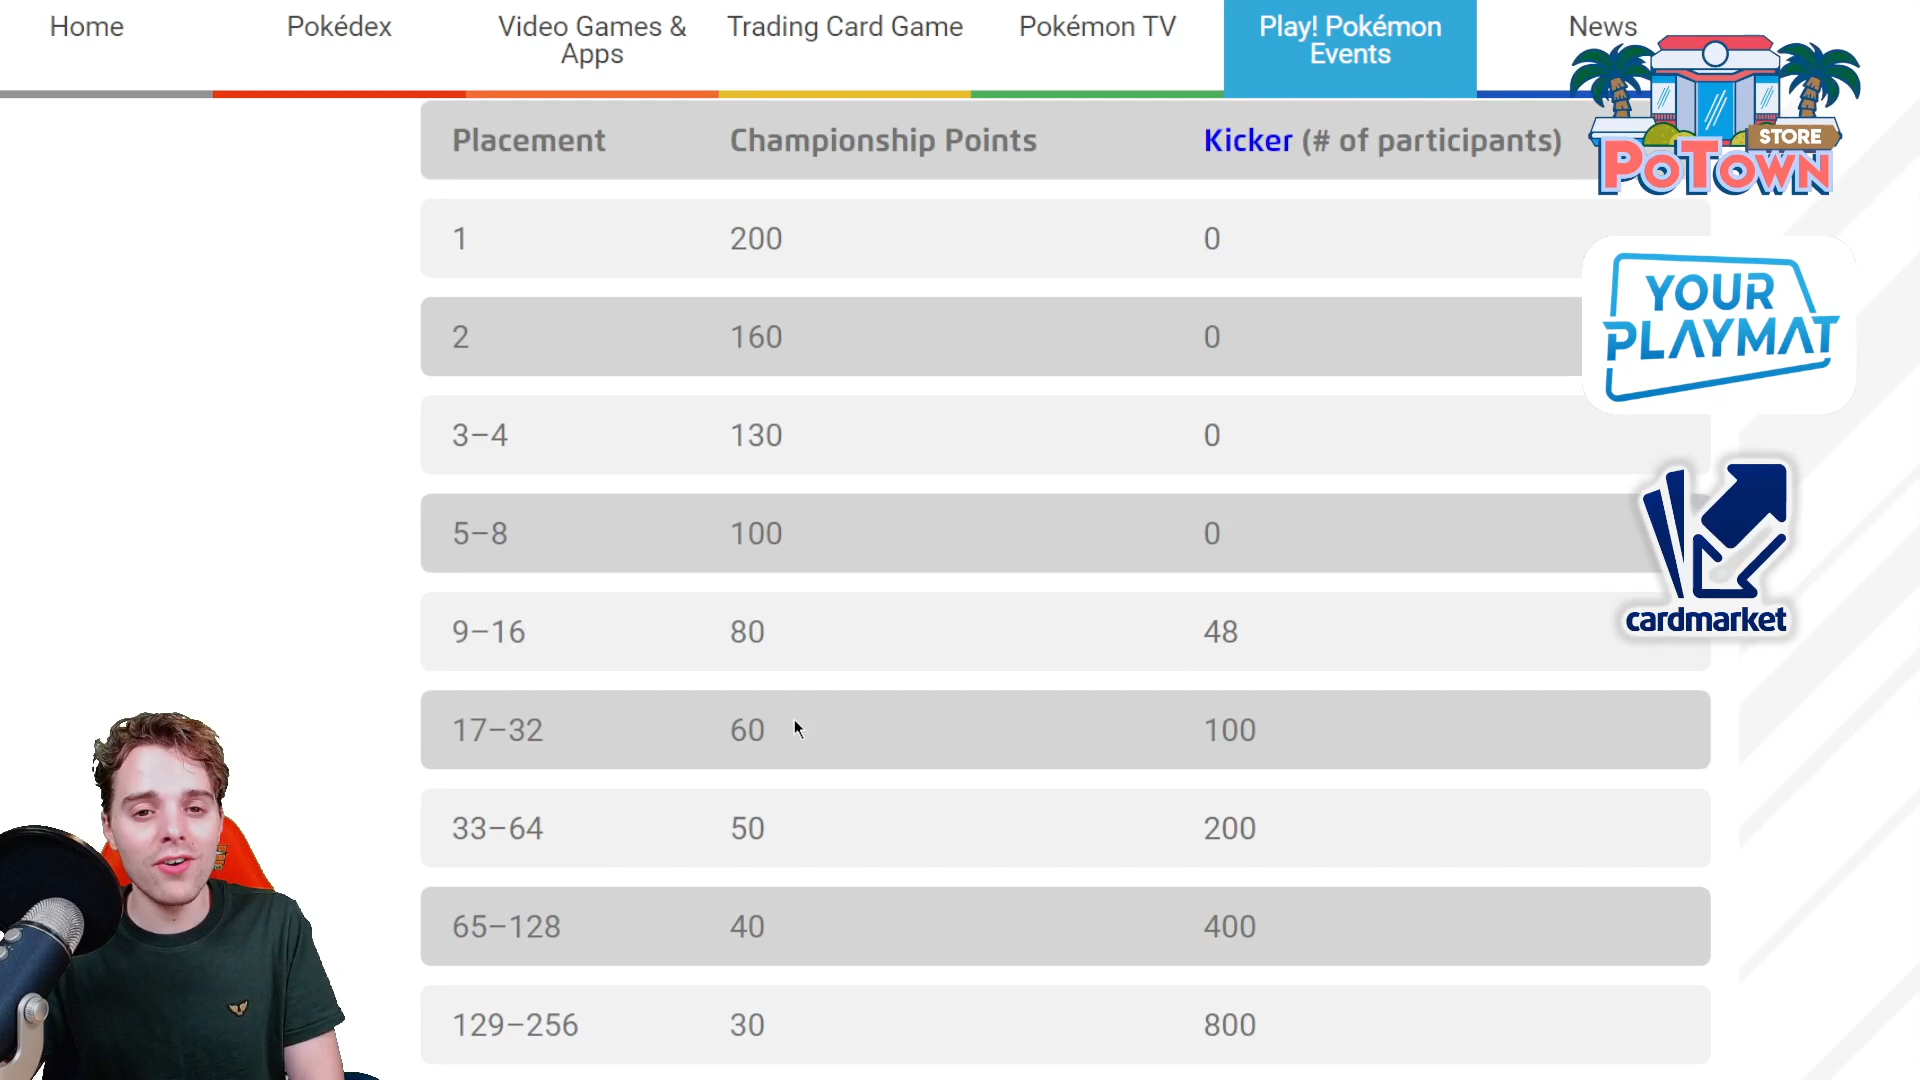 Home
Pokédex
Video Games &
Apps
Trading Card Game
Pokémon TV
Play! Pokémon
Events
News
Placement Championship Points Kicker (# of participants)
1 200 0
2 160 0
3–4 130 0
5–8 100 0
9–16 80 48
17–32 60 100
33–64 50 200
65–128 40 400
129–256 30 800
STORE
POTOWN
YOUR
PLAYMAT
cardmarket